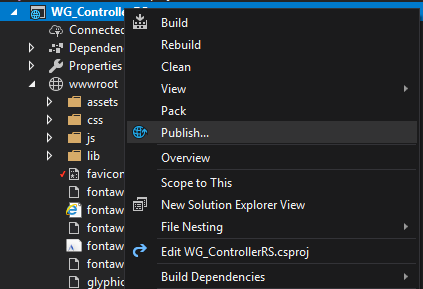 WG_Controller
Connected
Dependen
Properties
wwwroot
assets
css
js
lib
favicon
fontaw
fontaw
fontaw
fontaw
fontaw
glyphic
Build
Rebuild
Clean
View
Pack
Publish...
Overview
Scope to This
New Solution Explorer View
File Nesting
Edit WG_ControllerRS.csproj
Build Dependencies